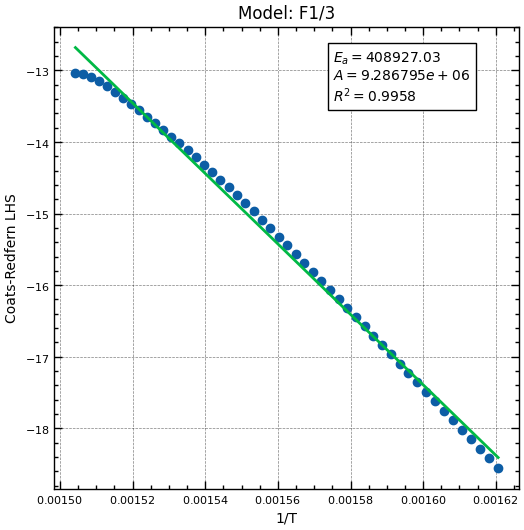 Model: F1/3
E_a = 408927.03
A = 9.286795e + 06
R² = 0.9958
−13
−14
−15
−16
−17
−18
Coats-Redfern LHS
0.00150 0.00152 0.00154 0.00156 0.00158 0.00160 0.00162
1/T